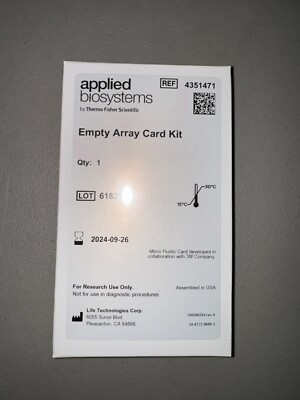 applied
biosystems
by Thermo Fisher Scientific
REF 4351471
Empty Array Card Kit
Qty: 1
LOT
30°C
15°C
2024-09-26
Micro Fluidic Card developed in
collaboration with 3M Company.
For Research Use Only.
Not for use in diagnostic procedures.
Assembled in USA
Life Technologies Corp.
6055 Sunol Blvd
Pleasanton, CA 94566